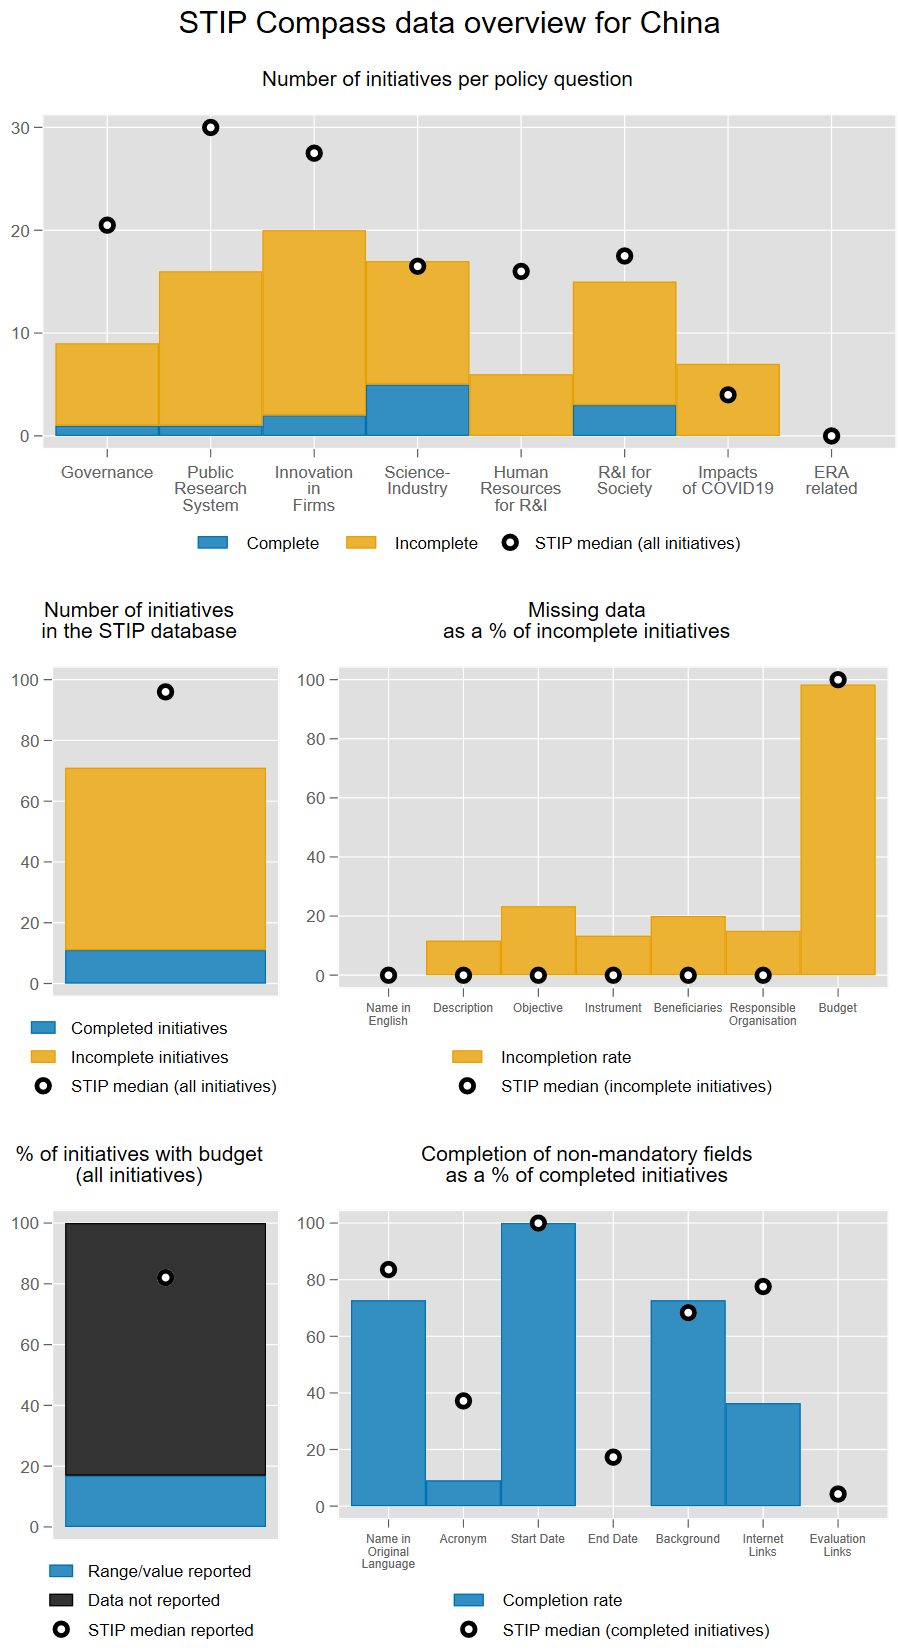 STIP Compass data overview for China
Number of initiatives per policy question
30
20
10
0
Governance
Public
Research
System
Innovation
in
Firms
Science-
Industry
Human
Resources
for R&I
R&I for
Society
Impacts
of COVID19
ERA
related
Complete
Incomplete
STIP median (all initiatives)
Number of initiatives
in the STIP database
100
80
60
40
20
0
Completed initiatives
Incomplete initiatives
STIP median (all initiatives)
Missing data
as a % of incomplete initiatives
100
80
60
40
20
0
Name in
English
Description
Objective
Instrument
Beneficiaries
Responsible
Organisation
Budget
Incompletion rate
STIP median (incomplete initiatives)
% of initiatives with budget
(all initiatives)
100
80
60
40
20
0
Range/value reported
Data not reported
STIP median reported
Completion of non-mandatory fields
as a % of completed initiatives
100
80
60
40
20
0
Name in
Original
Language
Acronym
Start Date
End Date
Background
Internet
Links
Evaluation
Links
Completion rate
STIP median (completed initiatives)